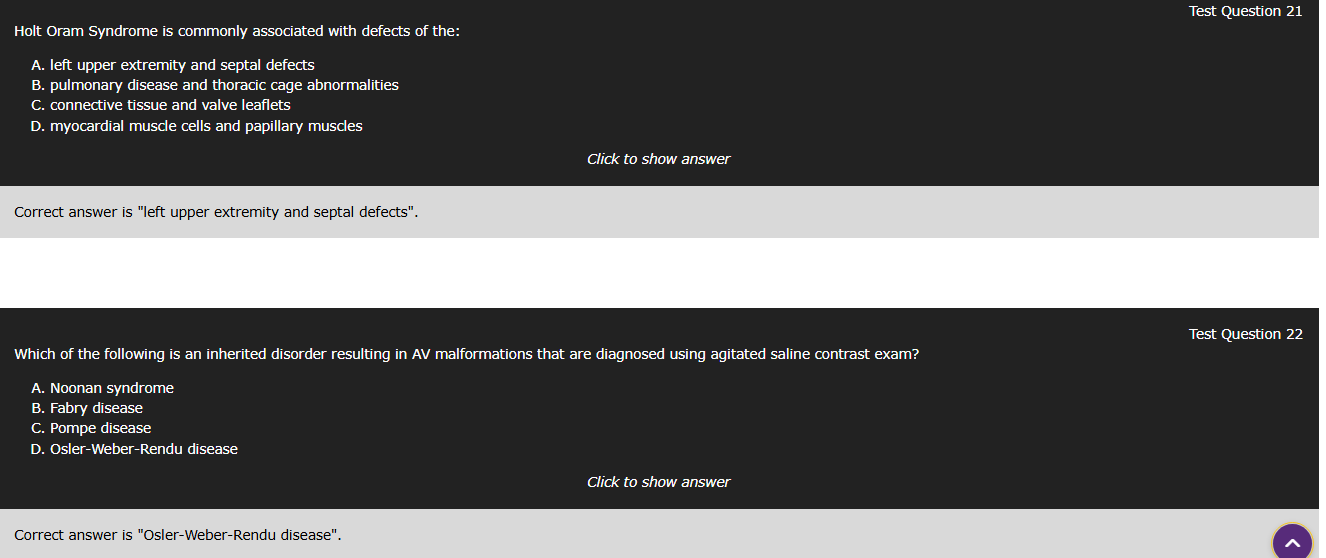 Test Question 21
Holt Oram Syndrome is commonly associated with defects of the:
A. left upper extremity and septal defects
B. pulmonary disease and thoracic cage abnormalities
C. connective tissue and valve leaflets
D. myocardial muscle cells and papillary muscles
Click to show answer
Correct answer is "left upper extremity and septal defects".
Test Question 22
Which of the following is an inherited disorder resulting in AV malformations that are diagnosed using agitated saline contrast exam?
A. Noonan syndrome
B. Fabry disease
C. Pompe disease
D. Osler-Weber-Rendu disease
Click to show answer
Correct answer is "Osler-Weber-Rendu disease".